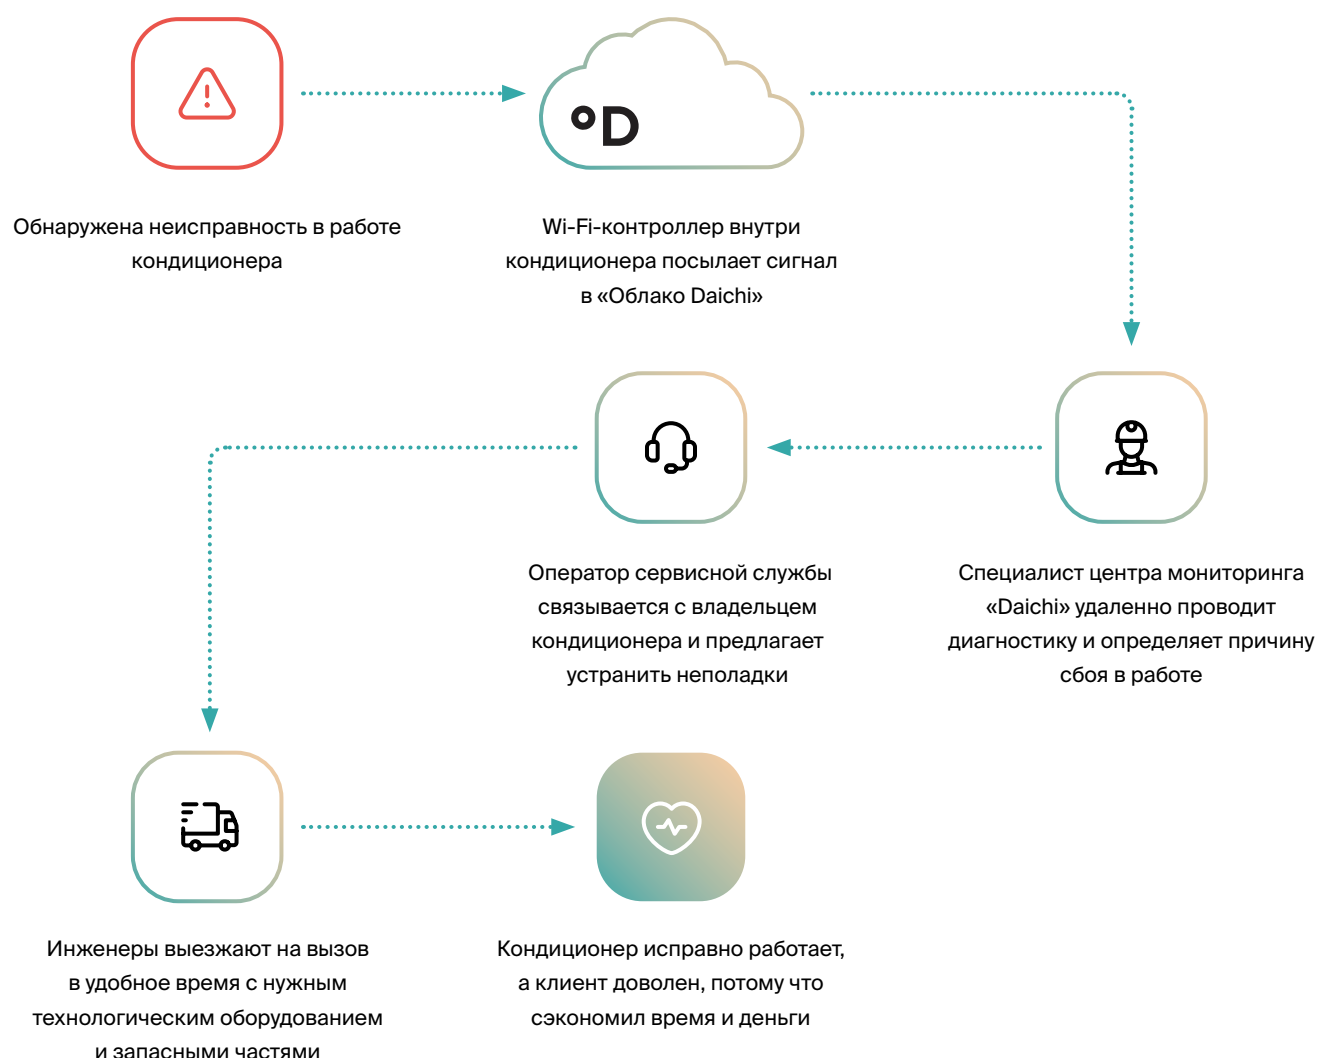 °D
Обнаружена неисправность в работе
кондиционера
Wi-Fi-контроллер внутри
кондиционера посылает сигнал
в «Облако Daichi»
Специалист центра мониторинга
«Daichi» удаленно проводит
диагностику и определяет причину
сбоя в работе
Оператор сервисной службы
связывается с владельцем
кондиционера и предлагает
устранить неполадки
Инженеры выезжают на вызов
в удобное время с нужным
технологическим оборудованием
и запасными частями
Кондиционер исправно работает,
а клиент доволен, потому что
сэкономил время и деньги